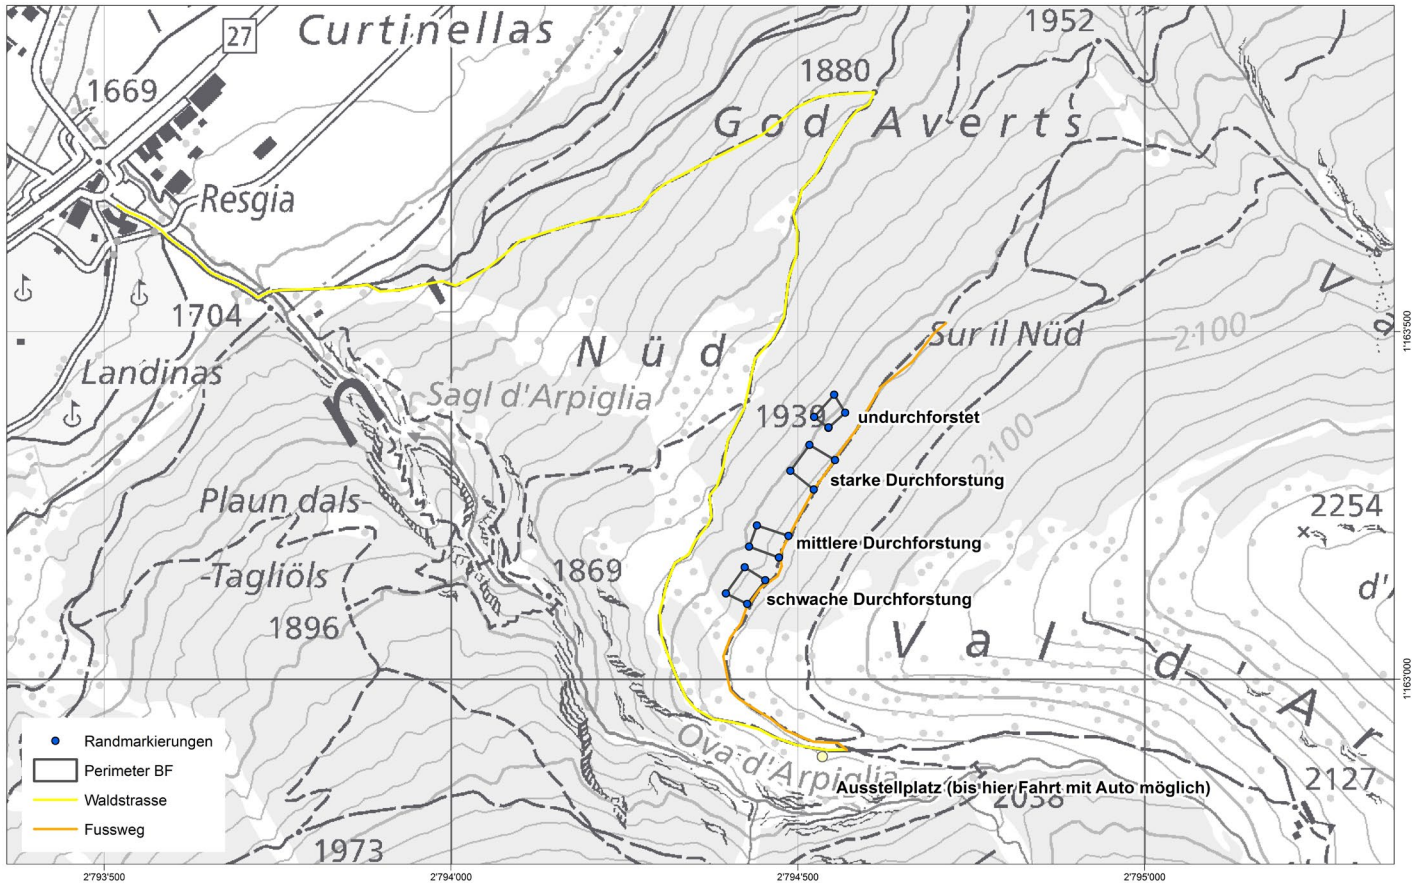 Curtinellas
27
1952
1880
1669
God Averts
Resgia
1704
Sur il Nüd
2100
1'163'500
Nüd
Landinas
Sagl d'Arpiglia
1939
undurchforstet
2100
starke Durchforstung
Plaun dals-
-Tagliöls
2254
mittlere Durchforstung
1869
d'
schwache Durchforstung
1896
Val d'Ar
1'163'000
Ova d'Arpiglia
Ausstellplatz (bis hier Fahrt mit Auto möglich)
2038
2127
1973
Randmarkierungen
Perimeter BF
Waldstrasse
Fussweg
2'793'500
2'794'000
2'794'500
2'795'000